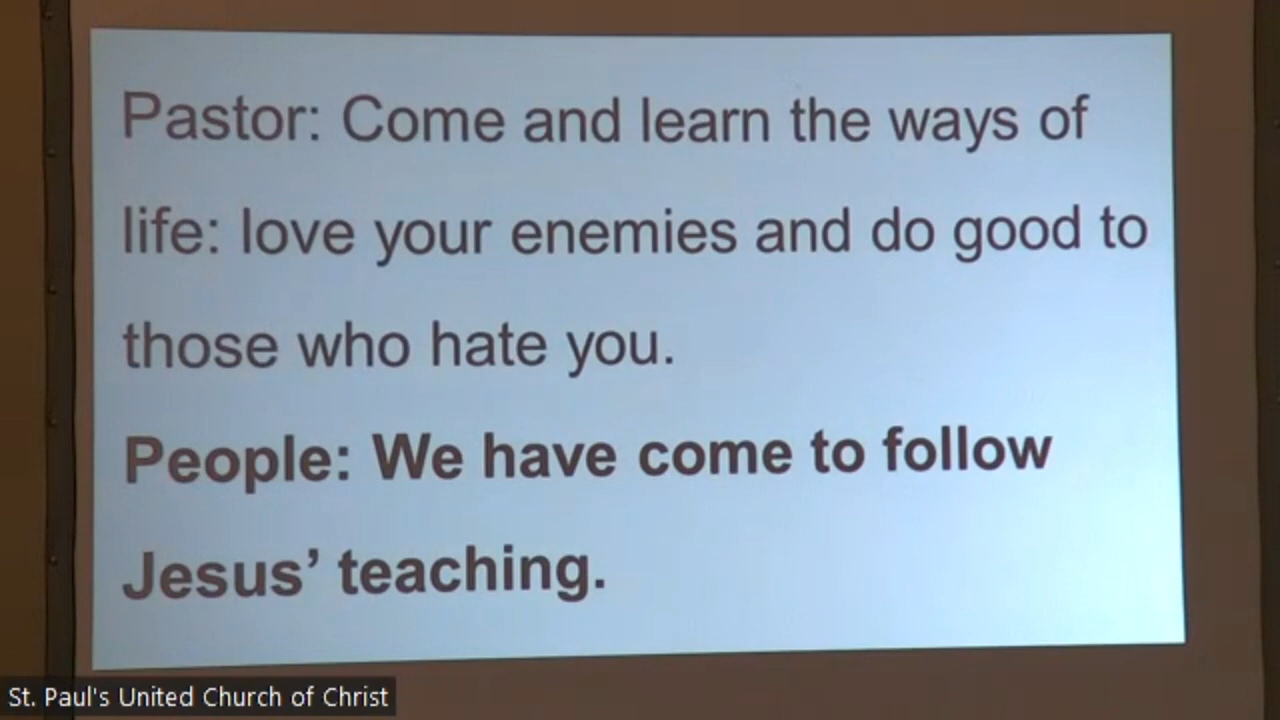 Pastor: Come and learn the ways of
life: love your enemies and do good to
those who hate you.
People: We have come to follow
Jesus’ teaching.
St. Paul's United Church of Christ